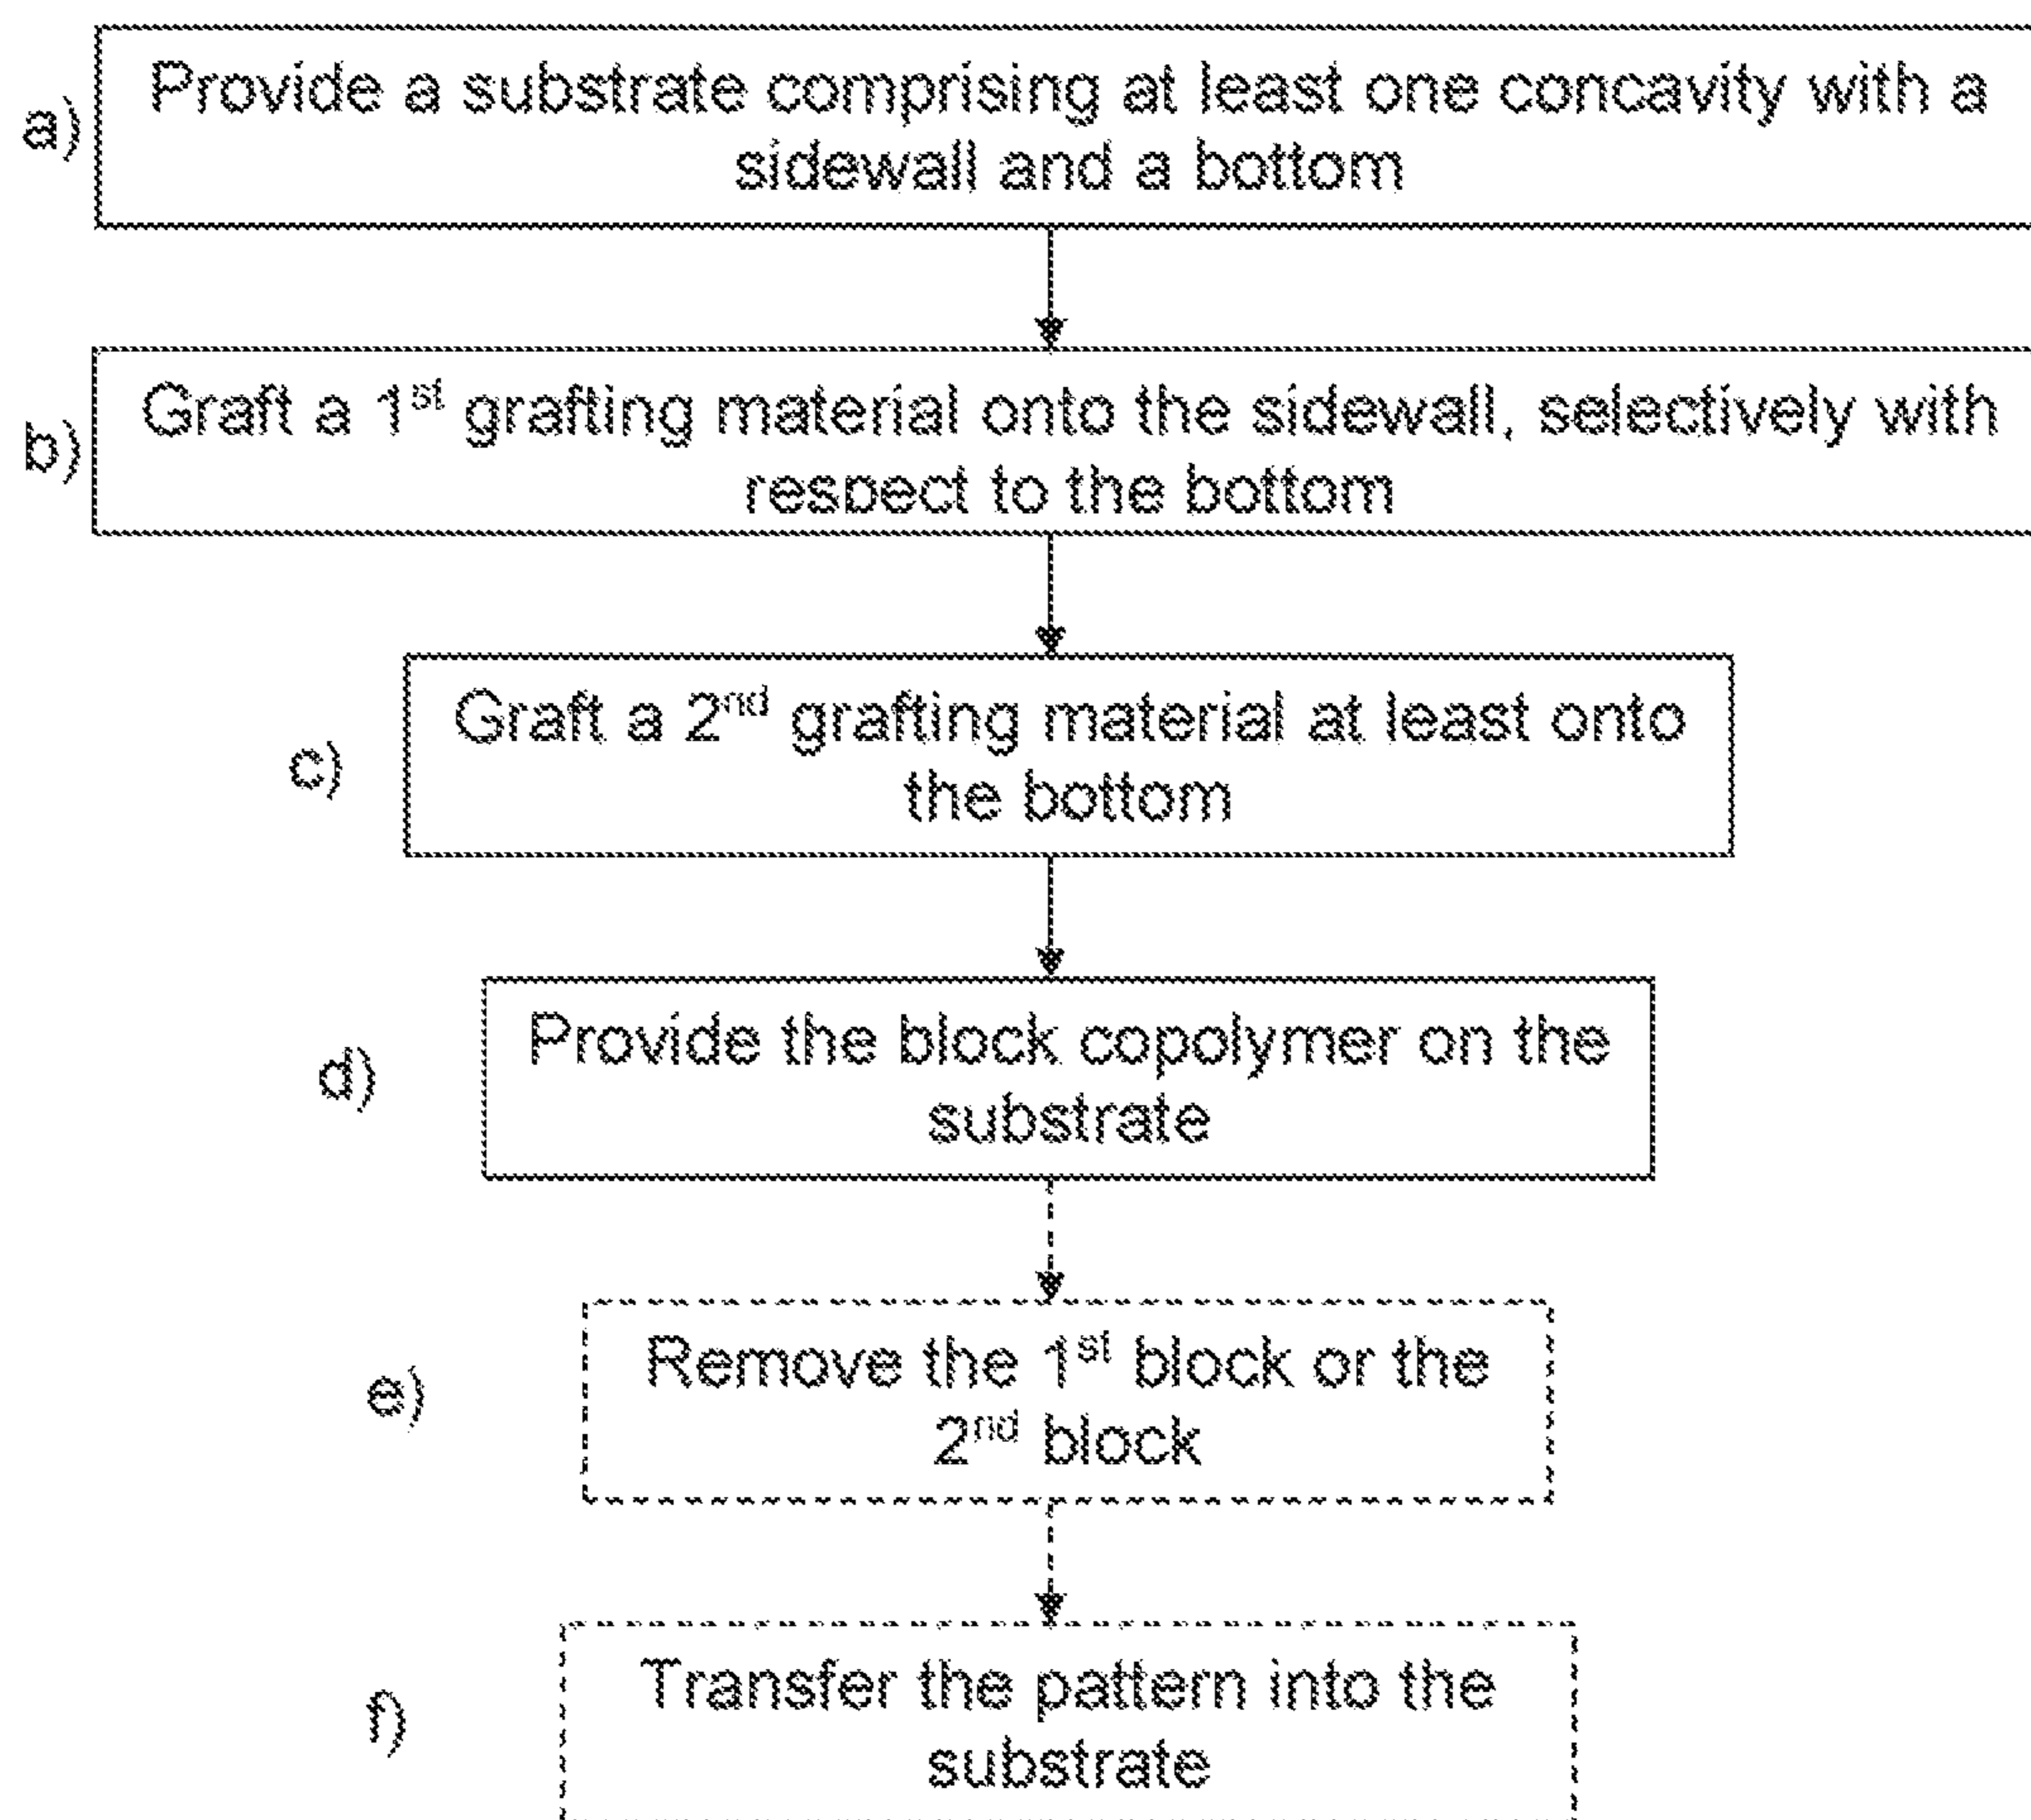 a) Provide a substrate comprising at least one concavity with a
sidewall and a bottom
b) Graft a 1st grafting material onto the sidewall, selectively with
respect to the bottom
c) Graft a 2nd grafting material at least onto
the bottom
d) Provide the block copolymer on the
substrate
e) Remove the 1st block or the
2nd block
f) Transfer the pattern into the
substrate